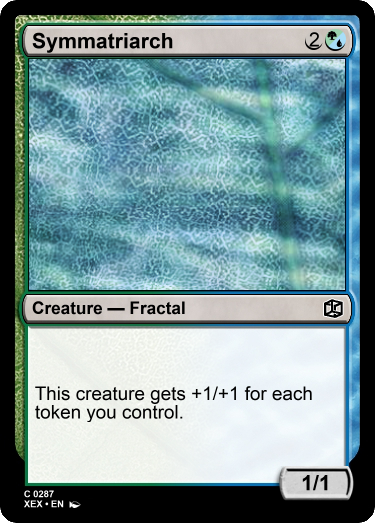 Symmatriarch 2
Creature — Fractal
This creature gets +1/+1 for each
token you control.
1/1
C 0287
XEX • EN